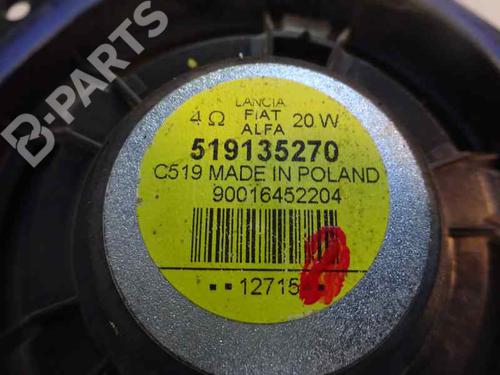 B-PARTS
LANCIA
4 Ω FIAT 20 W
ALFA
519135270
C519 MADE IN POLAND
90016452204
12715